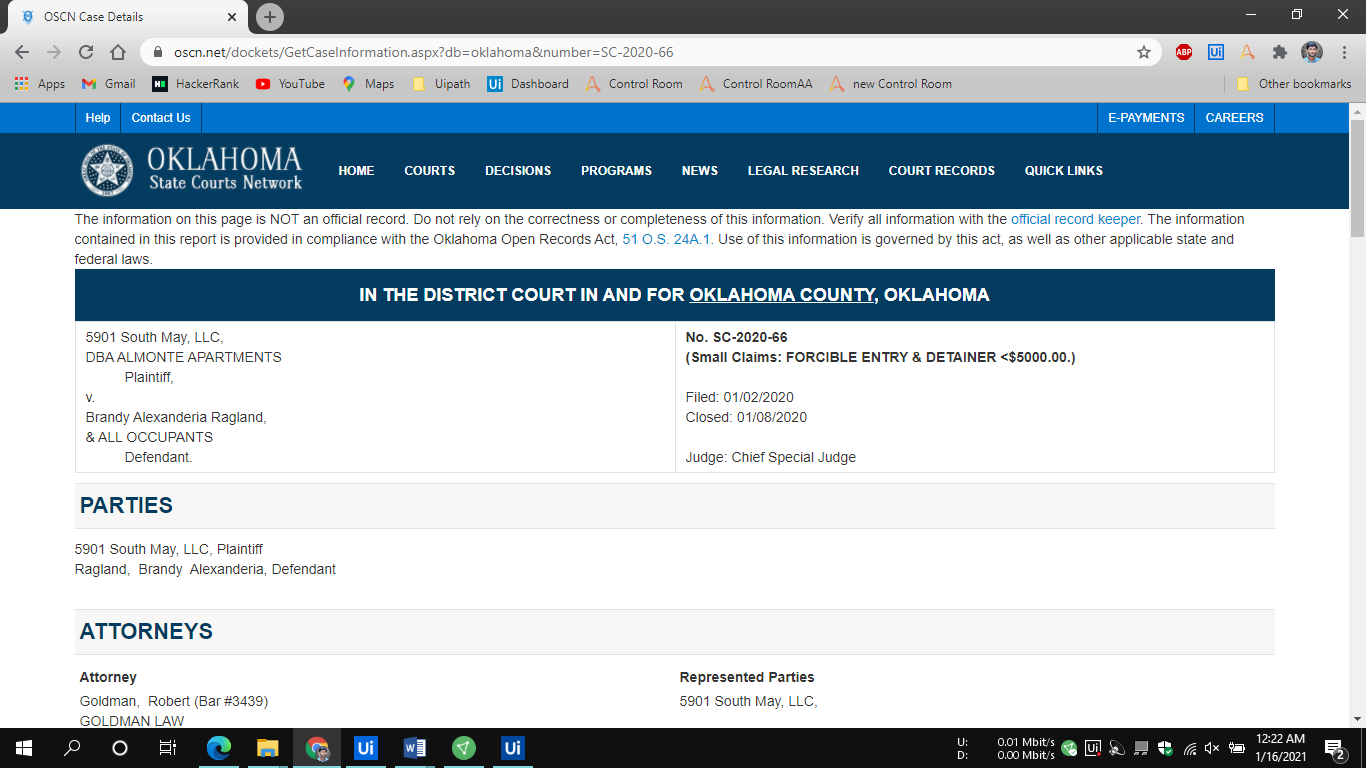 OSCN Case Details
oscn.net/dockets/GetCaseInformation.aspx?db=oklahoma&number=SC-2020-66
ABP
Apps Gmail HackerRank YouTube Maps Uipath Ui Dashboard Control Room Control RoomAA new Control Room Other bookmarks
Help Contact Us E-PAYMENTS CAREERS
OKLAHOMA
State Courts Network
HOME COURTS DECISIONS PROGRAMS NEWS LEGAL RESEARCH COURT RECORDS QUICK LINKS
The information on this page is NOT an official record. Do not rely on the correctness or completeness of this information. Verify all information with the official record keeper. The information
contained in this report is provided in compliance with the Oklahoma Open Records Act, 51 O.S. 24A.1. Use of this information is governed by this act, as well as other applicable state and
federal laws.
IN THE DISTRICT COURT IN AND FOR OKLAHOMA COUNTY, OKLAHOMA
5901 South May, LLC,
DBA ALMONTE APARTMENTS
Plaintiff,
v.
Brandy Alexanderia Ragland,
& ALL OCCUPANTS
Defendant.
No. SC-2020-66
(Small Claims: FORCIBLE ENTRY & DETAINER <$5000.00.)
Filed: 01/02/2020
Closed: 01/08/2020
Judge: Chief Special Judge
PARTIES
5901 South May, LLC, Plaintiff
Ragland, Brandy Alexanderia, Defendant
ATTORNEYS
Attorney Represented Parties
Goldman, Robert (Bar #3439) 5901 South May, LLC,
GOLDMAN LAW
Ui Ui
U: 0.01 Mbit/s
D: 0.00 Mbit/s
12:22 AM
1/16/2021
2